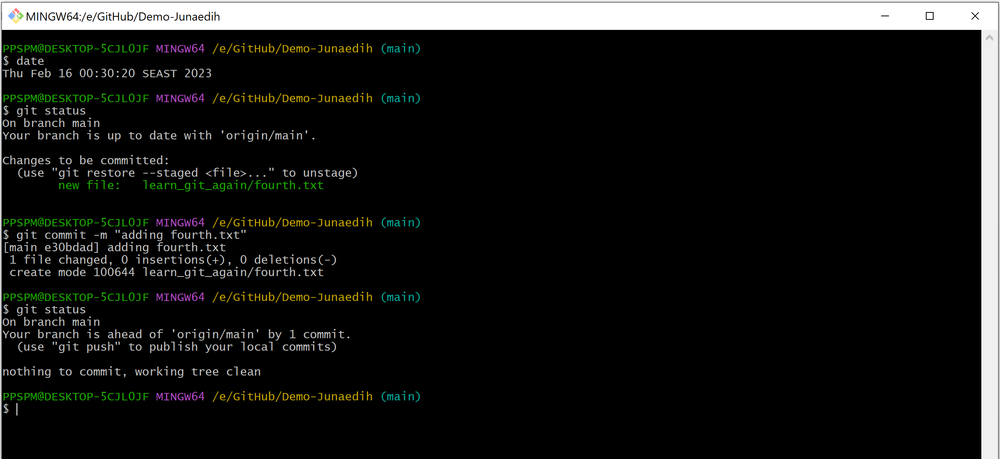 MINGW64:/e/GitHub/Demo-Junaedih
PPSPM@DESKTOP-5CJL0JF MINGW64 /e/GitHub/Demo-Junaedih (main)
$ date
Thu Feb 16 00:30:20 SEAST 2023
PPSPM@DESKTOP-5CJL0JF MINGW64 /e/GitHub/Demo-Junaedih (main)
$ git status
On branch main
Your branch is up to date with 'origin/main'.
Changes to be committed:
  (use "git restore --staged <file>..." to unstage)
        new file:   learn_git_again/fourth.txt
PPSPM@DESKTOP-5CJL0JF MINGW64 /e/GitHub/Demo-Junaedih (main)
$ git commit -m "adding fourth.txt"
[main e30bdad] adding fourth.txt
 1 file changed, 0 insertions(+), 0 deletions(-)
 create mode 100644 learn_git_again/fourth.txt
PPSPM@DESKTOP-5CJL0JF MINGW64 /e/GitHub/Demo-Junaedih (main)
$ git status
On branch main
Your branch is ahead of 'origin/main' by 1 commit.
  (use "git push" to publish your local commits)
nothing to commit, working tree clean
PPSPM@DESKTOP-5CJL0JF MINGW64 /e/GitHub/Demo-Junaedih (main)
$